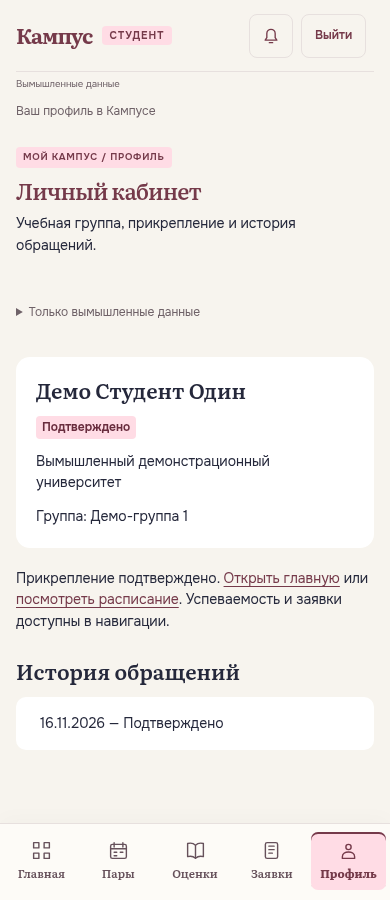 Кампус
СТУДЕНТ
Выйти
Вымышленные данные
Ваш профиль в Кампусе
МОЙ КАМПУС / ПРОФИЛЬ
Личный кабинет
Учебная группа, прикрепление и история
обращений.
Только вымышленные данные
Демо Студент Один
Подтверждено
Вымышленный демонстрационный
университет
Группа: Демо-группа 1
Прикрепление подтверждено. Открыть главную или
посмотреть расписание. Успеваемость и заявки
доступны в навигации.
История обращений
16.11.2026 — Подтверждено
Главная
Пары
Оценки
Заявки
Профиль